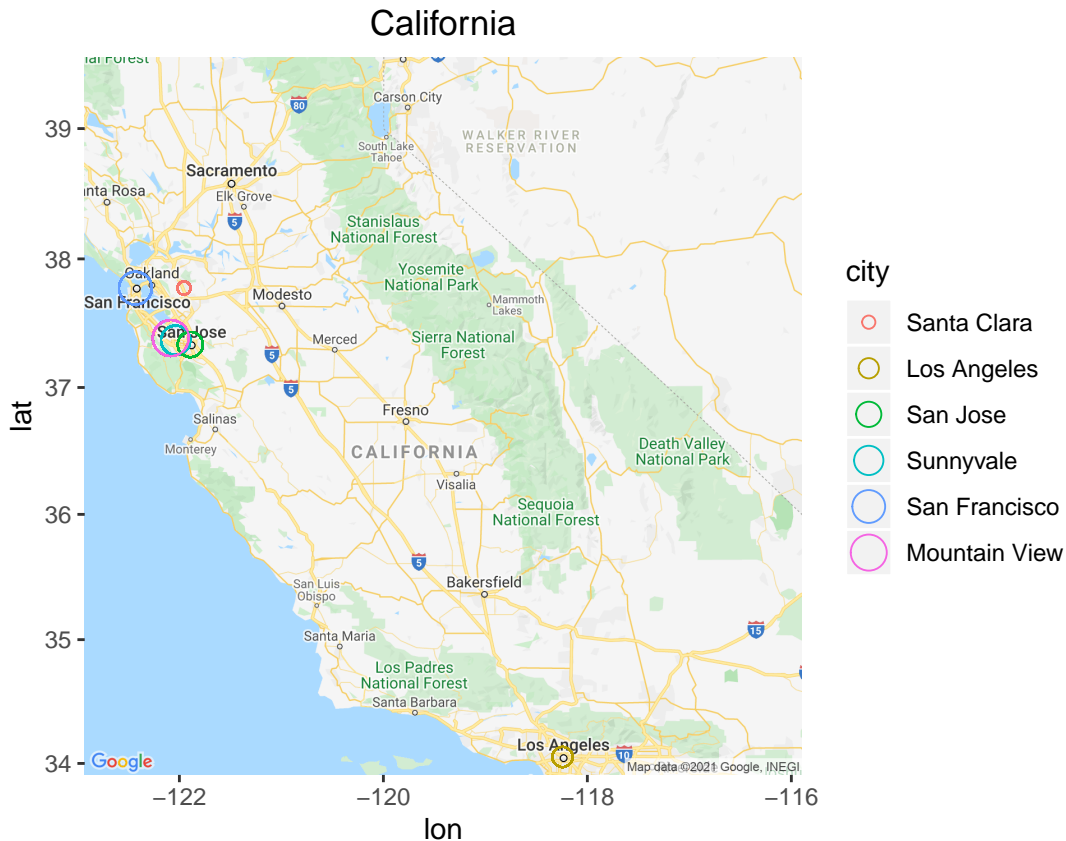 California
nal Forest
80
Carson City
South Lake
Tahoe
WALKER RIVER
RESERVATION
Sacramento
Elk Grove
anta Rosa
5
Stanislaus
National Forest
Oakland
San Francisco
Yosemite
National Park
Modesto
Mammoth
Lakes
San Jose
Merced
Sierra National
Forest
5
5
Salinas
Monterey
Fresno
CALIFORNIA
Death Valley
National Park
Visalia
Sequoia
National Forest
5
Bakersfield
San Luis
Obispo
15
Santa Maria
Los Padres
National Forest
Santa Barbara
Los Angeles
10
Google
Map data ©2021 Google, INEGI
39
38
37
36
35
34
lat
−122
−120
−118
−116
lon
city
Santa Clara
Los Angeles
San Jose
Sunnyvale
San Francisco
Mountain View